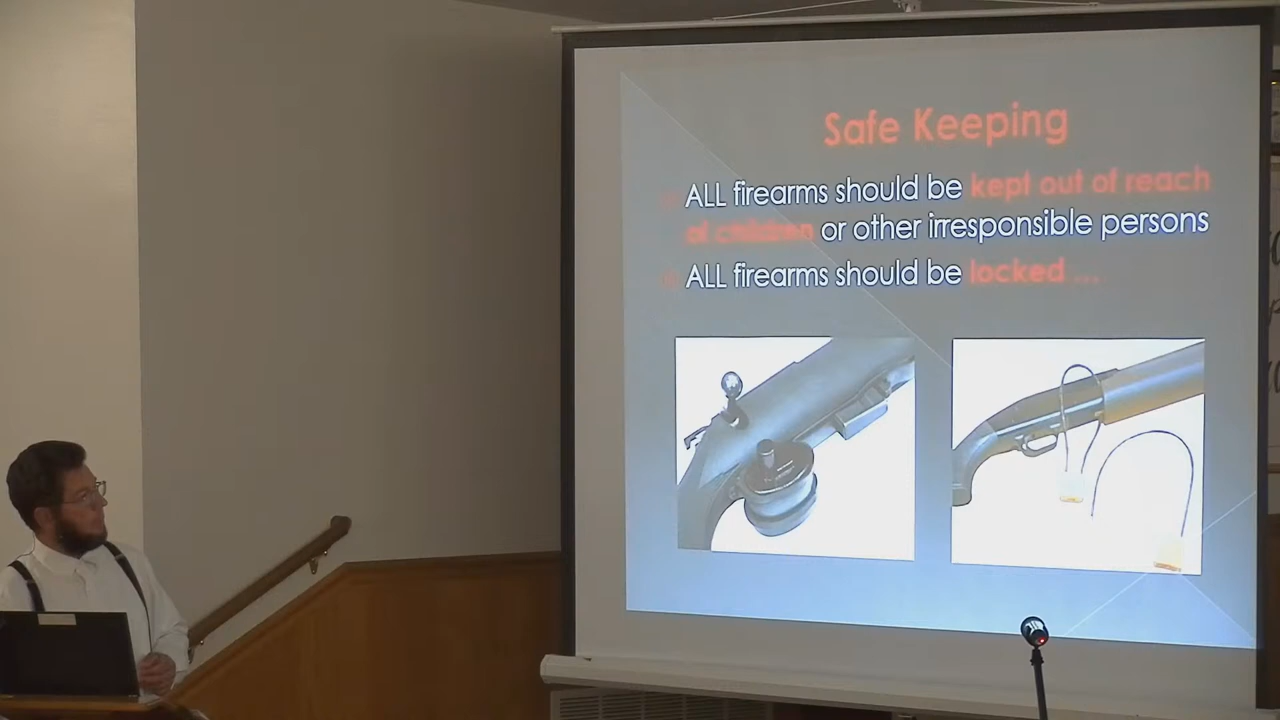 Safe Keeping
ALL firearms should be kept out of reach
of children or other irresponsible persons
ALL firearms should be locked ...